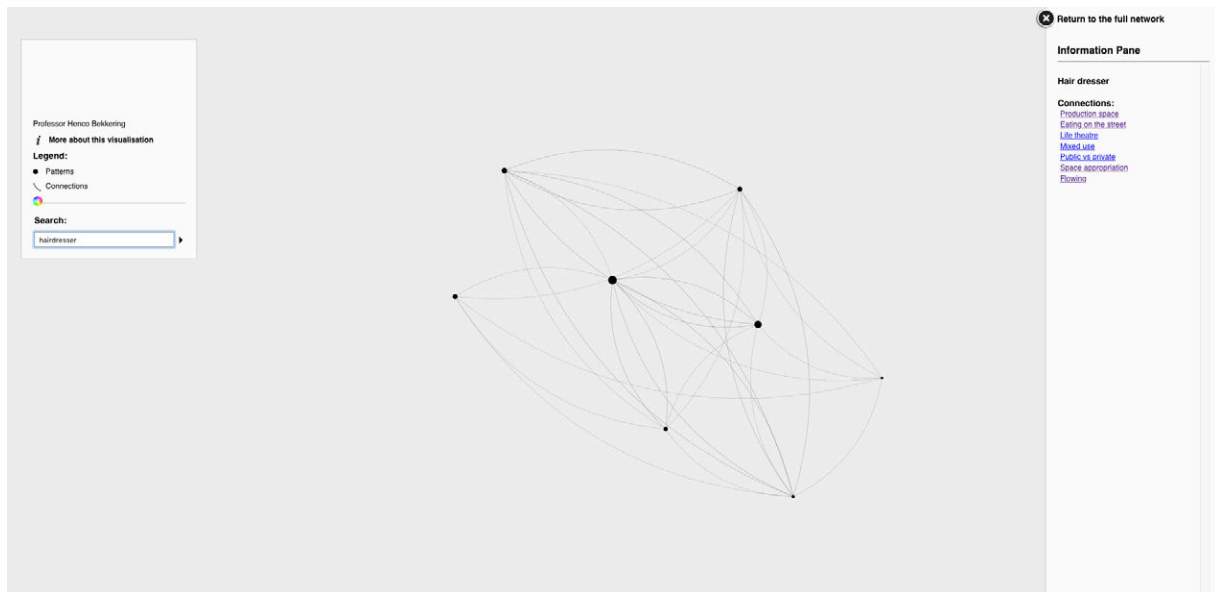 Return to the full network
Information Pane
Professor Henco Bekkering
i More about this visualisation
Legend:
Patterns
Connections
Search:
hairdresser
Hair dresser
Connections:
Production space
Eating on the street
Life theatre
Mixed use
Public vs private
Space appropriation
Flowing